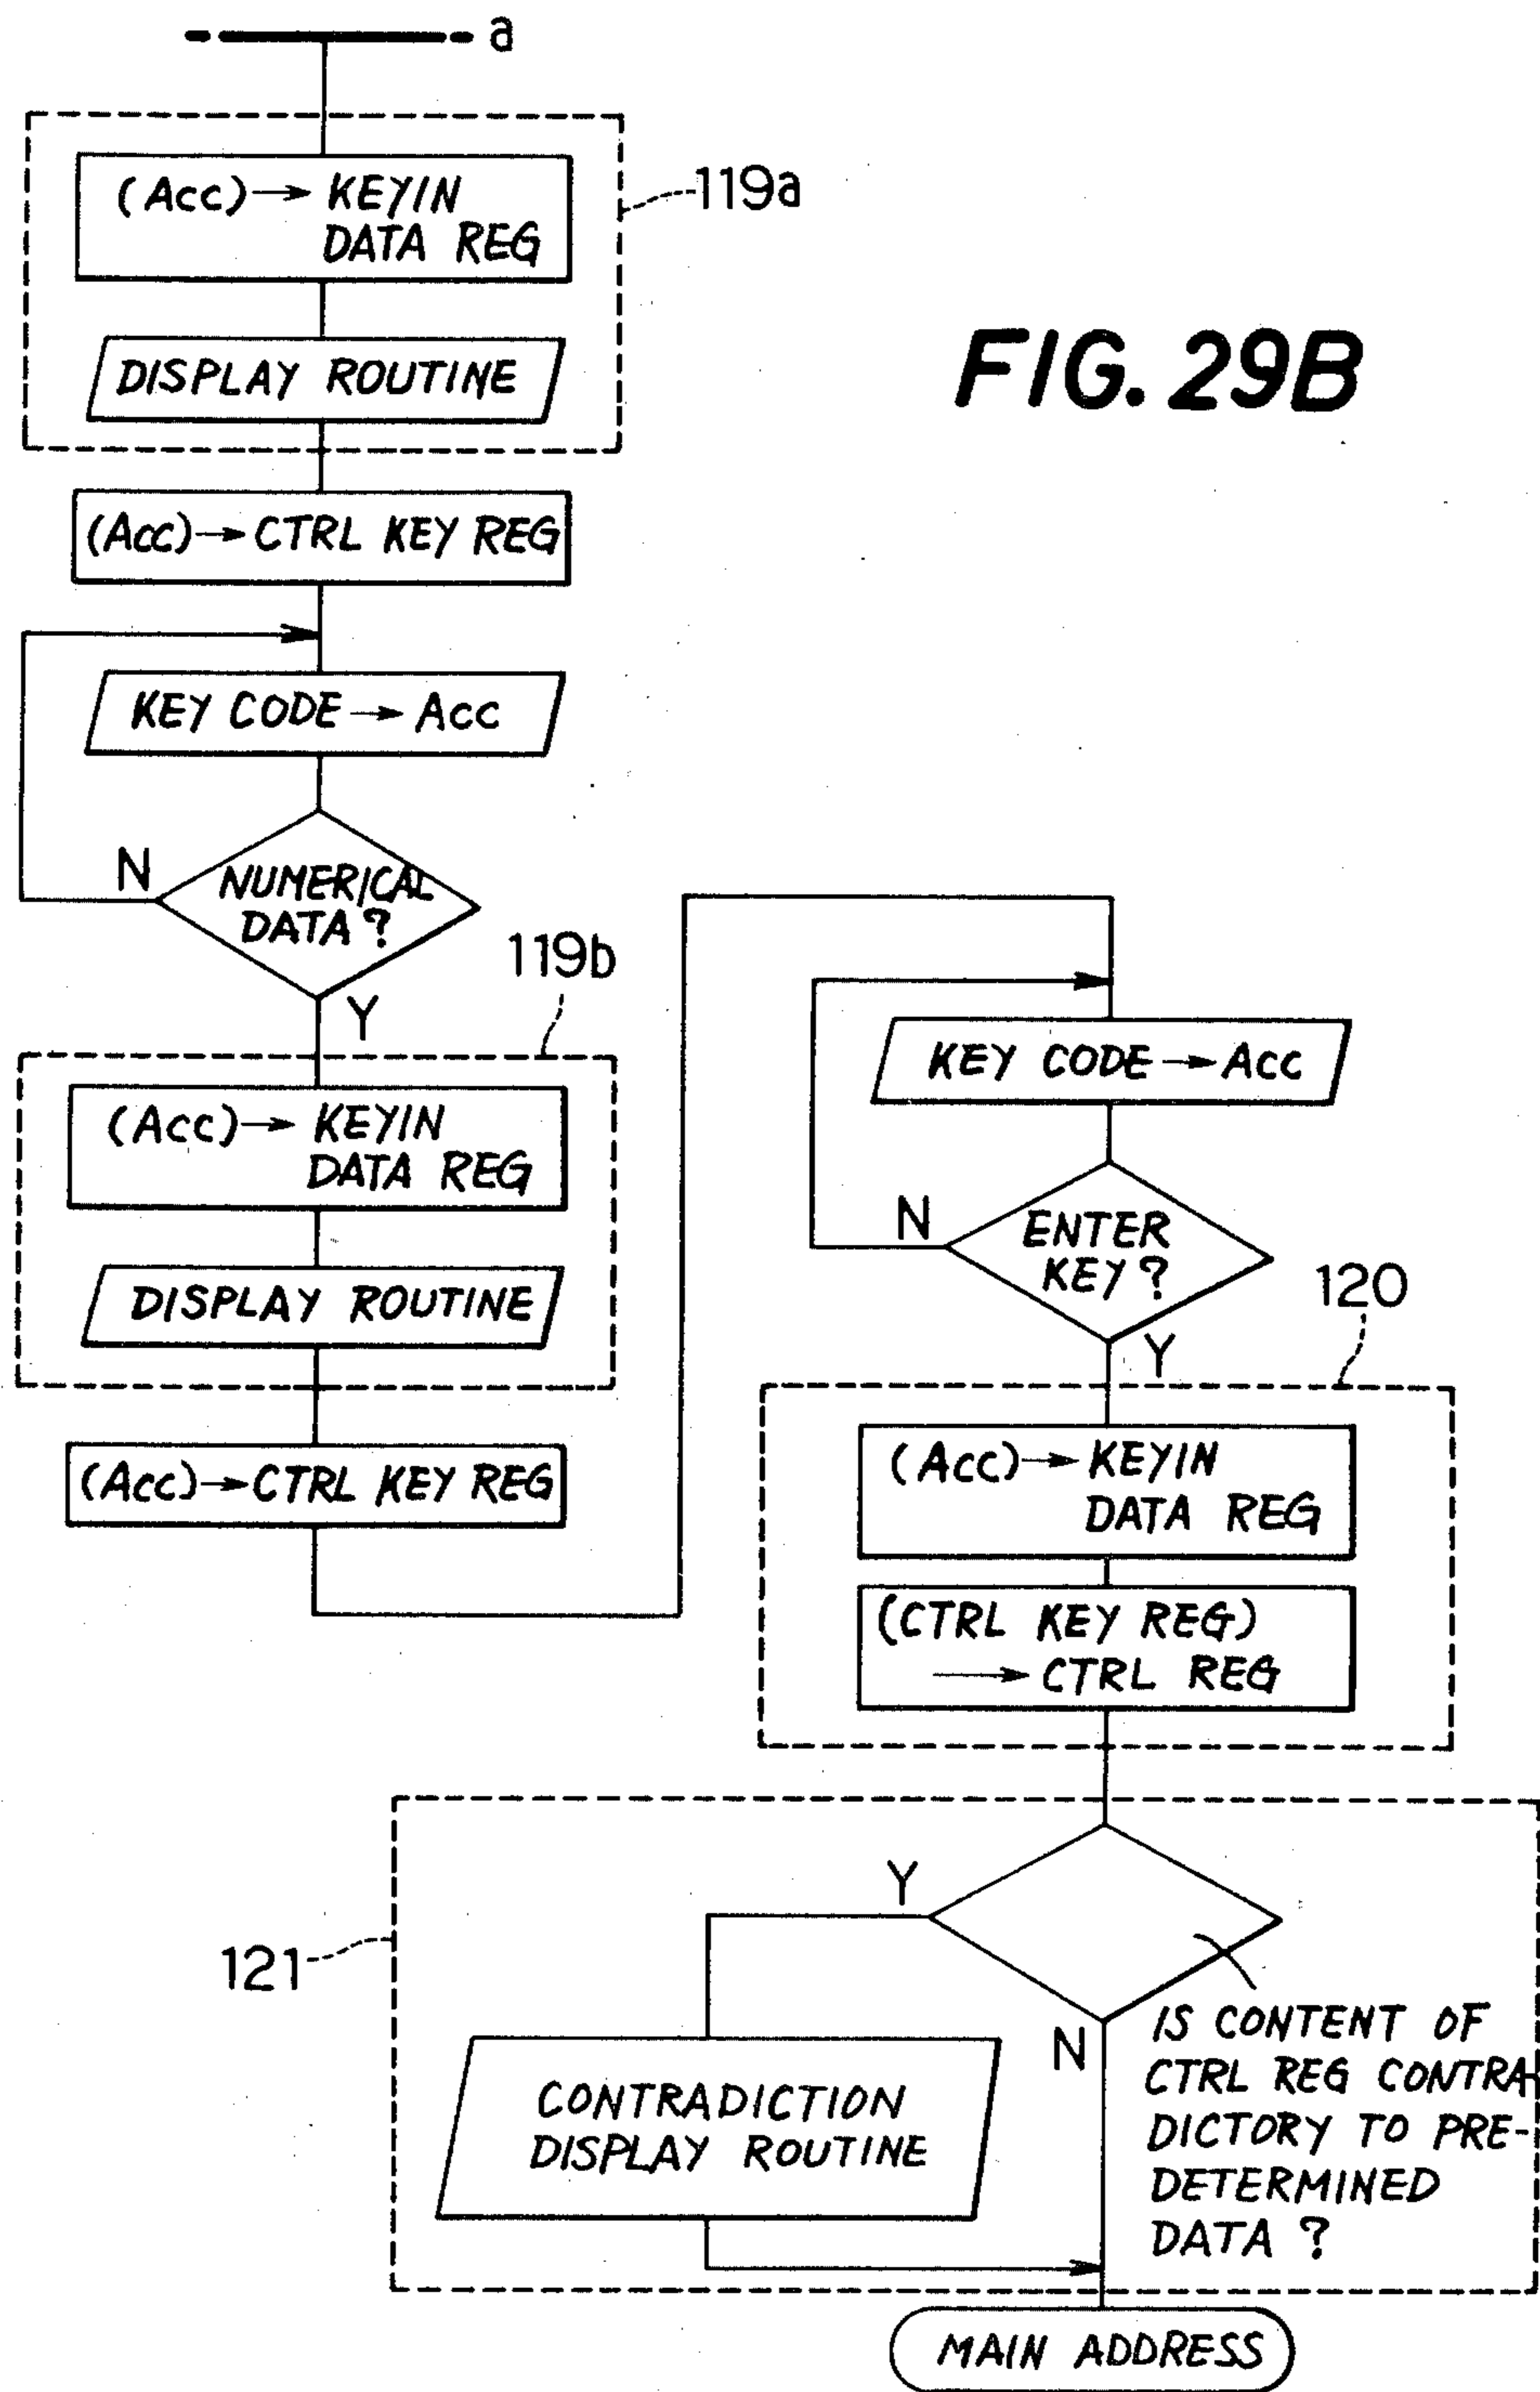 a
(Acc)→KEYIN
DATA REG
119a
DISPLAY ROUTINE
FIG. 29B
(Acc)→CTRL KEY REG
KEY CODE→Acc
N
NUMERICAL
DATA?
Y
119b
(Acc)→KEYIN
DATA REG
DISPLAY ROUTINE
(Acc)→CTRL KEY REG
KEY CODE→Acc
N
ENTER
KEY?
Y
120
(Acc)→KEYIN
DATA REG
(CTRL KEY REG)
→CTRL REG
121
Y
N
IS CONTENT OF
CTRL REG CONTRA-
DICTORY TO PRE-
DETERMINED
DATA ?
CONTRADICTION
DISPLAY ROUTINE
MAIN ADDRESS